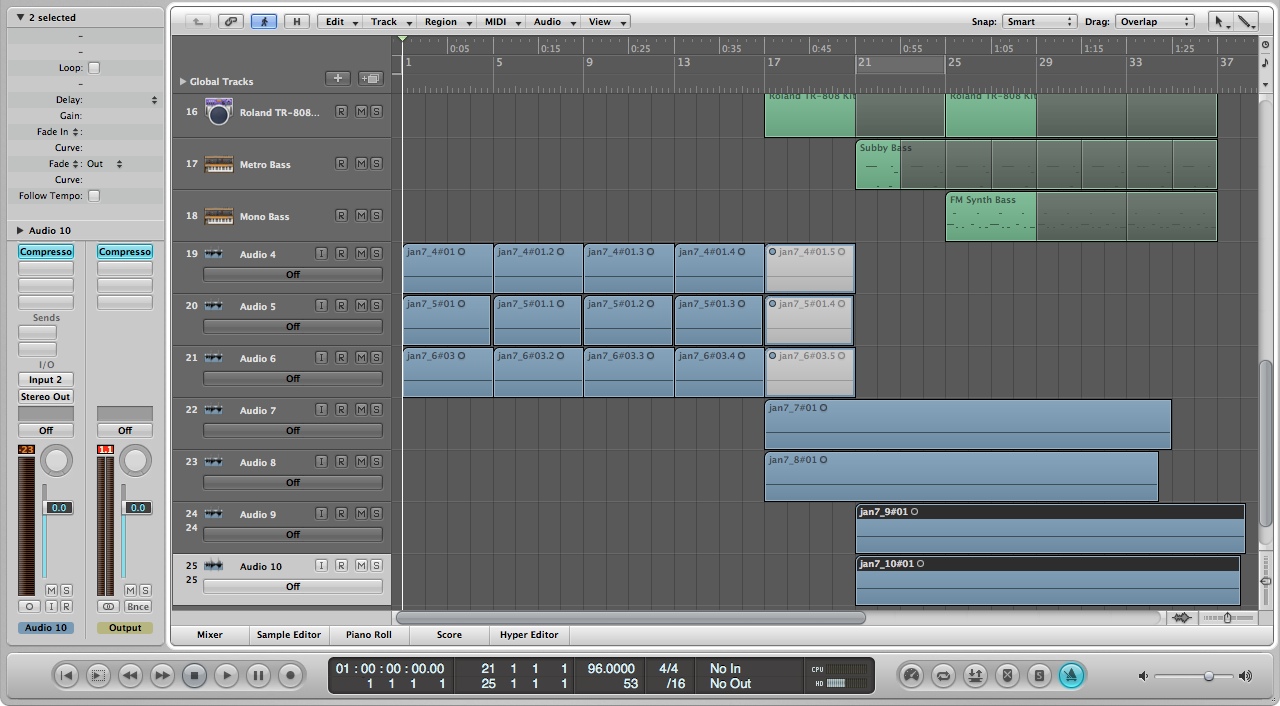 2 selected
Loop:
Delay:
Gain:
Fade In :
Curve:
Fade : Out
Curve:
Follow Tempo:
Audio 10
Compresso Compresso
Sends
I/O
Input 2
Stereo Out
Off Off
-23 1.1
0.0 0.0
M S M S
O I R Bnce
Audio 10 Output
H Edit Track Region MIDI Audio View Snap: Smart Drag: Overlap
0:05 0:15 0:25 0:35 0:45 0:55 1:05 1:15 1:25
1 5 9 13 17 21 25 29 33 37
Global Tracks
16 Roland TR-808... R M S Roland TR-808 Kit Roland TR-808 Kit
17 Metro Bass R M S Subby Bass
18 Mono Bass R M S FM Synth Bass
19 Audio 4 I R M S jan7_4#01 jan7_4#01.2 jan7_4#01.3 jan7_4#01.4 jan7_4#01.5
Off
20 Audio 5 I R M S jan7_5#01 jan7_5#01.1 jan7_5#01.2 jan7_5#01.3 jan7_5#01.4
Off
21 Audio 6 I R M S jan7_6#03 jan7_6#03.2 jan7_6#03.3 jan7_6#03.4 jan7_6#03.5
Off
22 Audio 7 I R M S jan7_7#01
Off
23 Audio 8 I R M S jan7_8#01
Off
24 Audio 9 I R M S jan7_9#01
24 Off
25 Audio 10 I R M S jan7_10#01
25 Off
Mixer Sample Editor Piano Roll Score Hyper Editor
01 : 00 : 00 : 00.00 21 1 1 1 96.0000 4/4 No In CPU
1 1 1 1 25 1 1 1 53 /16 No Out HD
S